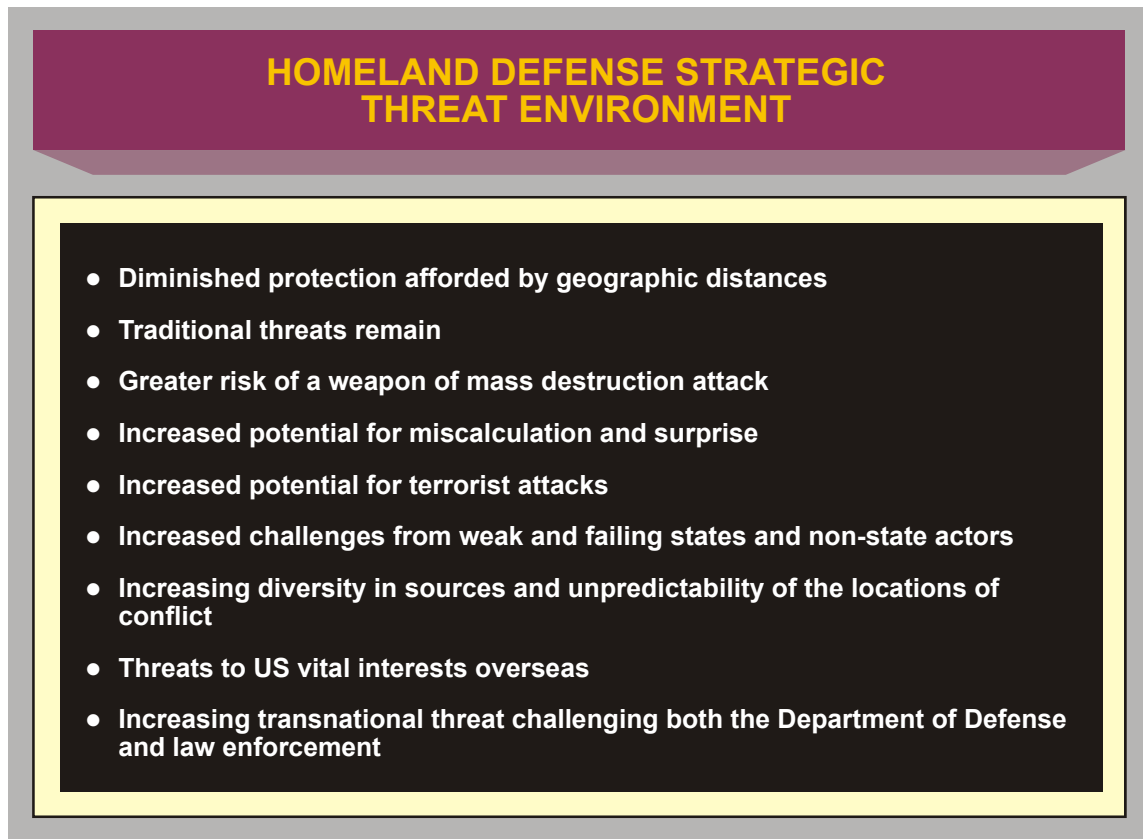 HOMELAND DEFENSE STRATEGIC
THREAT ENVIRONMENT
● Diminished protection afforded by geographic distances
● Traditional threats remain
● Greater risk of a weapon of mass destruction attack
● Increased potential for miscalculation and surprise
● Increased potential for terrorist attacks
● Increased challenges from weak and failing states and non-state actors
● Increasing diversity in sources and unpredictability of the locations of
conflict
● Threats to US vital interests overseas
● Increasing transnational threat challenging both the Department of Defense
and law enforcement